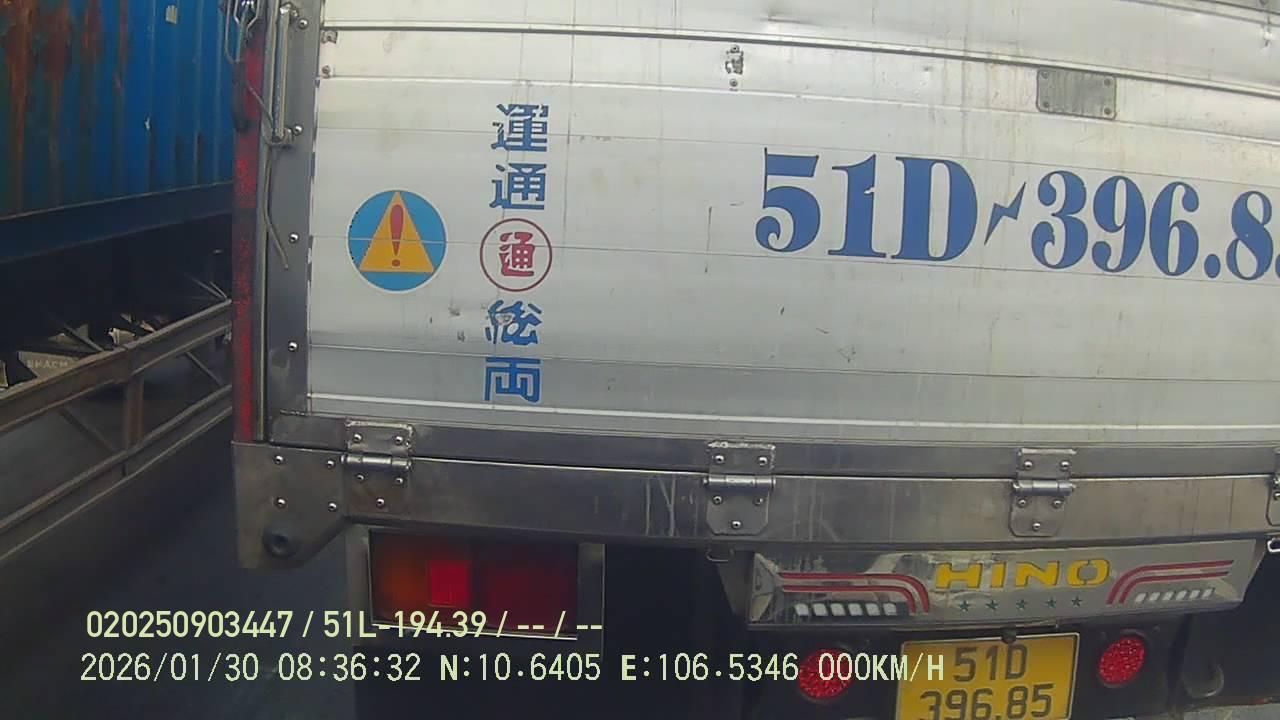 運
通
通
両
51D-396.8
HINO
51D
396.85
020250903447 / 51L-194.39 / -- / --
2026/01/30 08:36:32 N:10.6405 E:106.5346 000KM/H